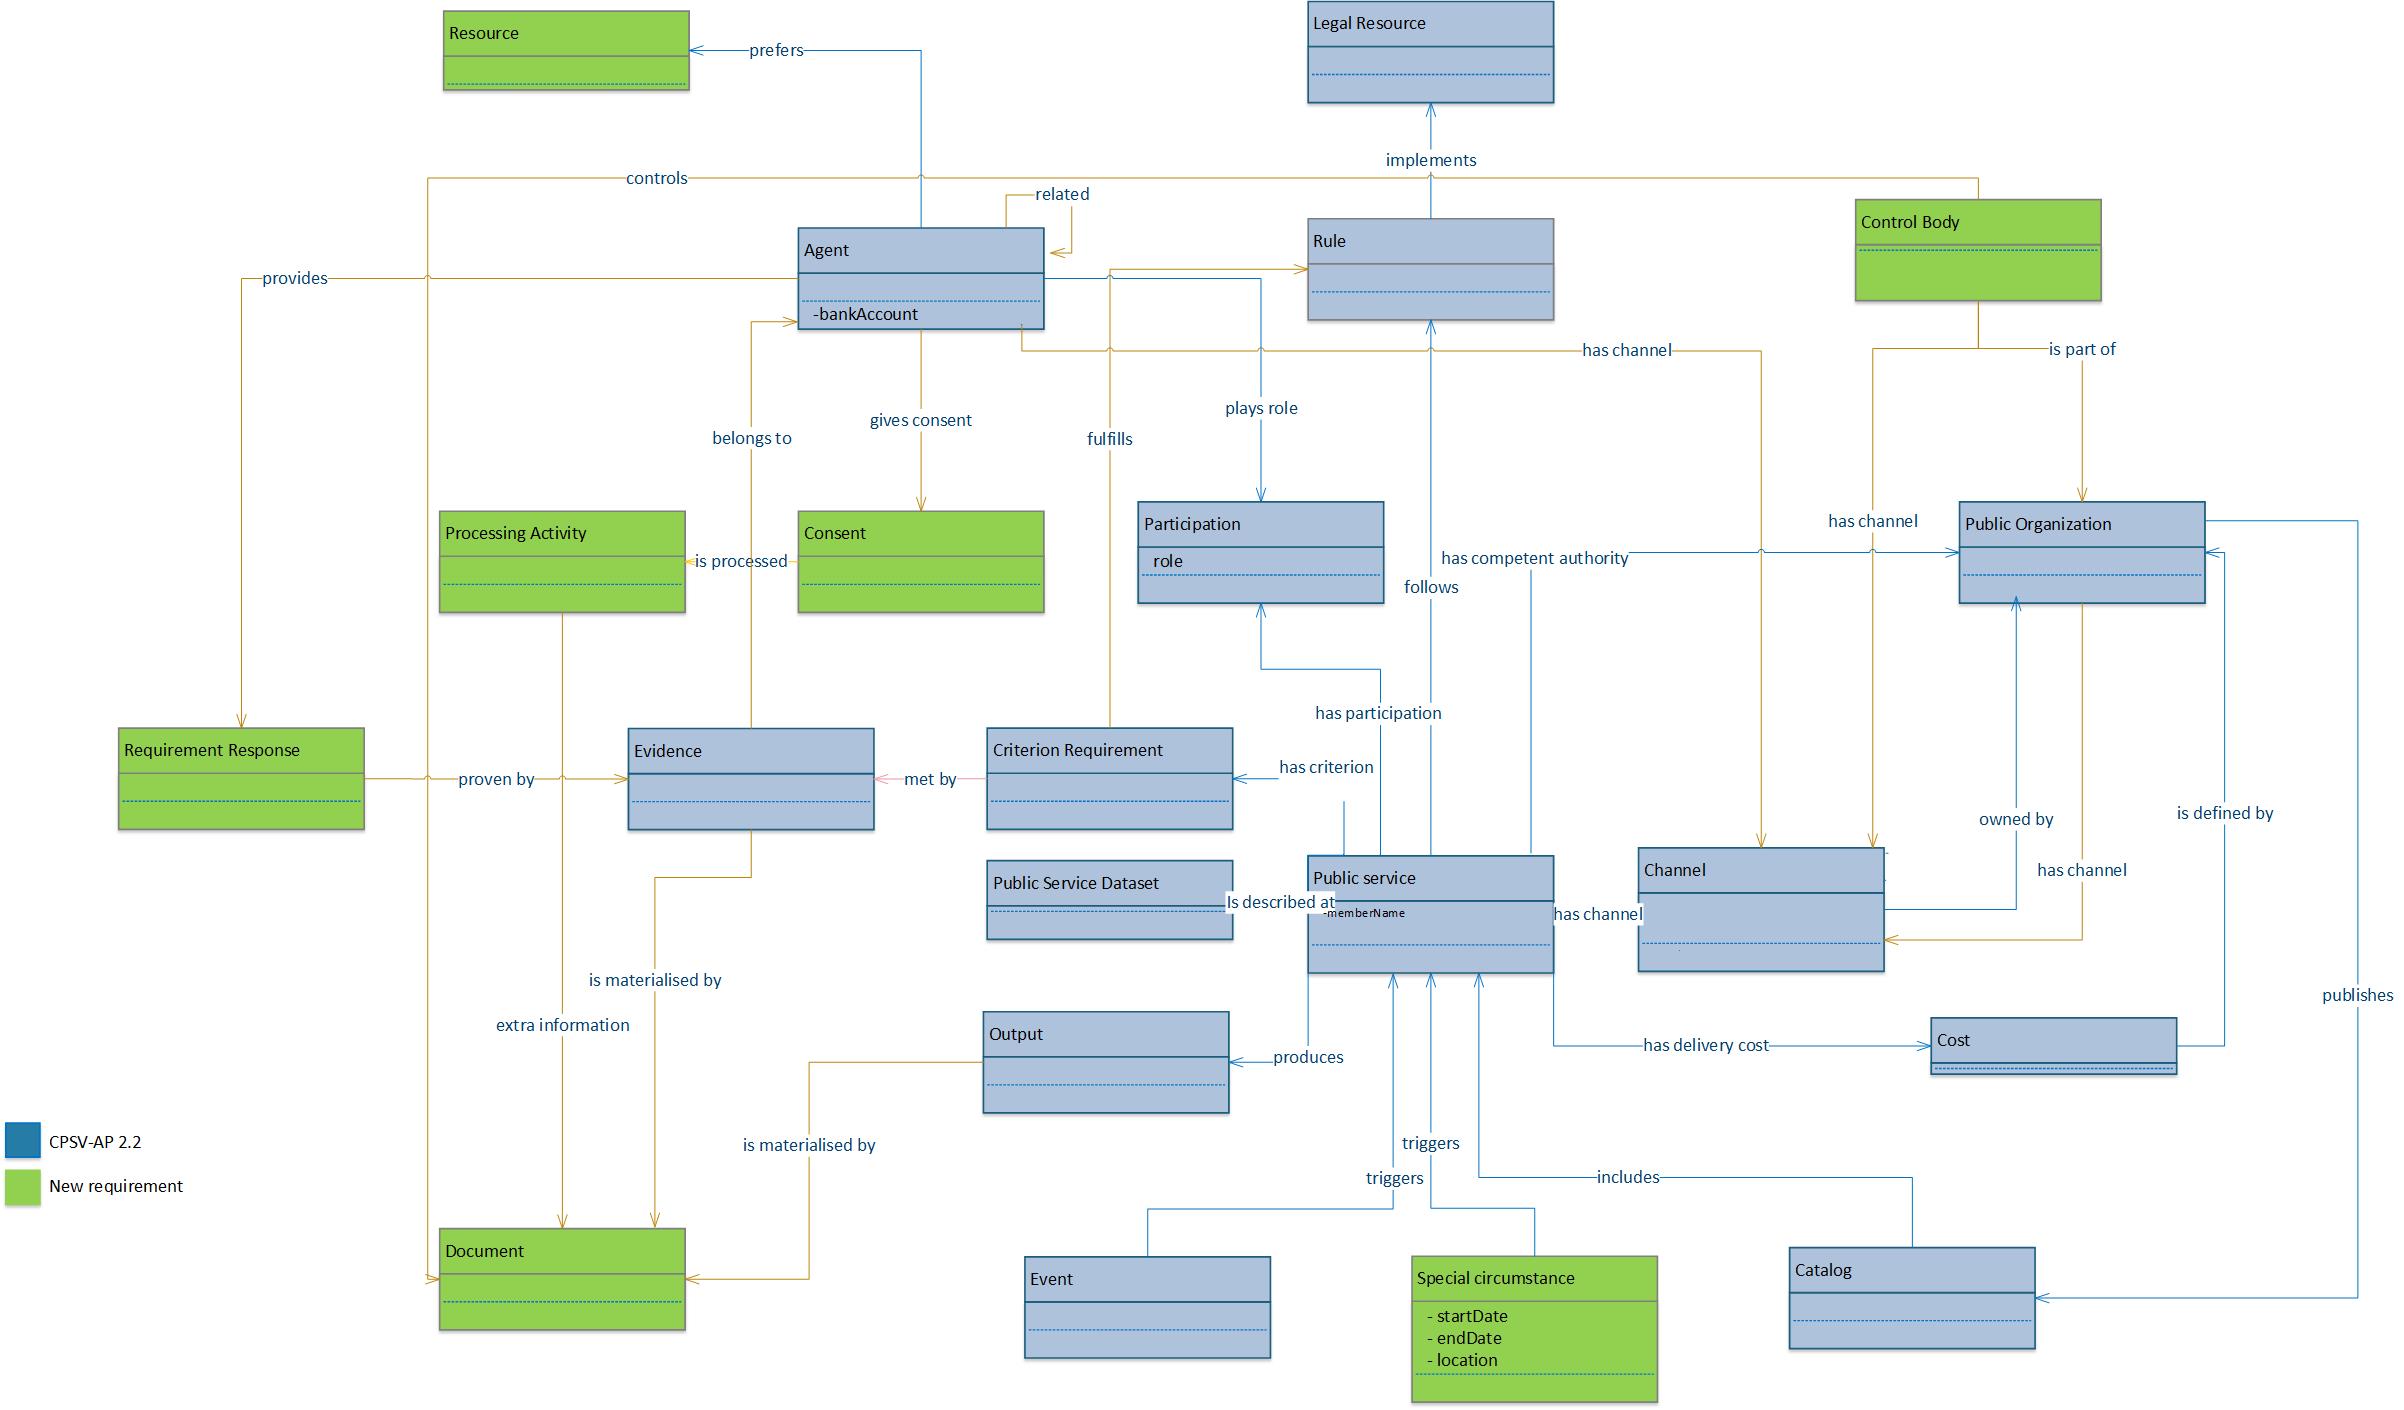 Resource
Legal Resource
prefers
implements
controls
related
Control Body
Agent
Rule
provides
-bankAccount
has channel
is part of
plays role
gives consent
belongs to
fulfills
has channel
Participation
Public Organization
Processing Activity
Consent
has competent authority
is processed
role
follows
has participation
Requirement Response
Evidence
Criterion Requirement
has criterion
proven by
met by
owned by
is defined by
Channel
has channel
Public service
Public Service Dataset
Is described at
-memberName
has channel
is materialised by
publishes
extra information
Output
Cost
has delivery cost
produces
CPSV-AP 2.2
triggers
is materialised by
triggers
includes
New requirement
Document
Catalog
Event
Special circumstance
- startDate
- endDate
- location